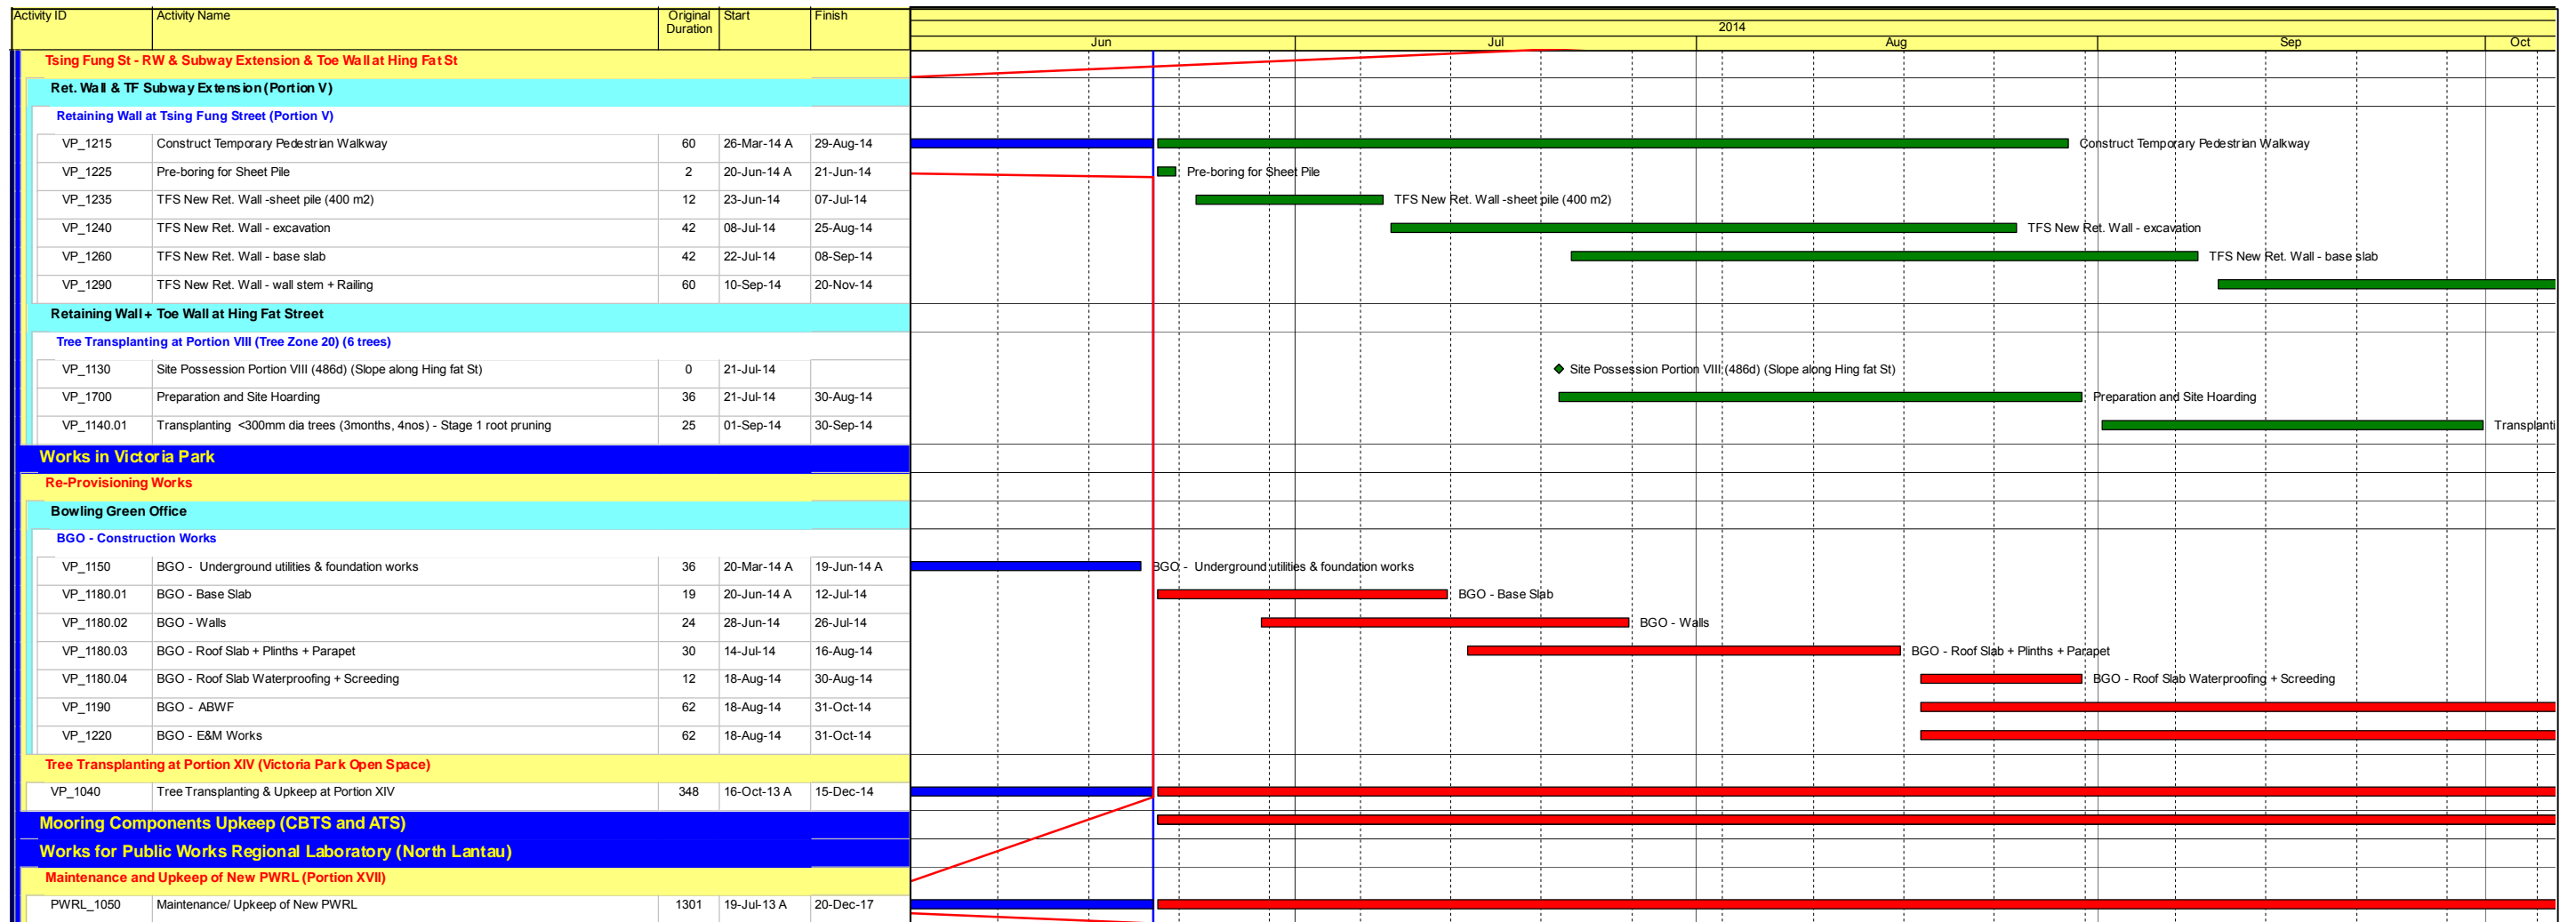 Activity ID Activity Name Original Duration Start Finish
2014
Jun Jul Aug Sep Oct
Tsing Fung St - RW & Subway Extension & Toe Wall at Hing Fat St
Ret. Wall & TF Subway Extension (Portion V)
Retaining Wall at Tsing Fung Street (Portion V)
VP_1215 Construct Temporary Pedestrian Walkway 60 26-Mar-14 A 29-Aug-14 Construct Temporary Pedestrian Walkway
VP_1225 Pre-boring for Sheet Pile 2 20-Jun-14 A 21-Jun-14 Pre-boring for Sheet Pile
VP_1235 TFS New Ret. Wall -sheet pile (400 m2) 12 23-Jun-14 07-Jul-14 TFS New Ret. Wall -sheet pile (400 m2)
VP_1240 TFS New Ret. Wall - excavation 42 08-Jul-14 25-Aug-14 TFS New Ret. Wall - excavation
VP_1260 TFS New Ret. Wall - base slab 42 22-Jul-14 08-Sep-14 TFS New Ret. Wall - base slab
VP_1290 TFS New Ret. Wall - wall stem + Railing 60 10-Sep-14 20-Nov-14
Retaining Wall + Toe Wall at Hing Fat Street
Tree Transplanting at Portion VIII (Tree Zone 20) (6 trees)
VP_1130 Site Possession Portion VIII (486d) (Slope along Hing fat St) 0 21-Jul-14 Site Possession Portion VIII (486d) (Slope along Hing fat St)
VP_1700 Preparation and Site Hoarding 36 21-Jul-14 30-Aug-14 Preparation and Site Hoarding
VP_1140.01 Transplanting <300mm dia trees (3months, 4nos) - Stage 1 root pruning 25 01-Sep-14 30-Sep-14 Transplanti
Works in Victoria Park
Re-Provisioning Works
Bowling Green Office
BGO - Construction Works
VP_1150 BGO - Underground utilities & foundation works 36 20-Mar-14 A 19-Jun-14 A BGO - Underground utilities & foundation works
VP_1180.01 BGO - Base Slab 19 20-Jun-14 A 12-Jul-14 BGO - Base Slab
VP_1180.02 BGO - Walls 24 28-Jun-14 26-Jul-14 BGO - Walls
VP_1180.03 BGO - Roof Slab + Plinths + Parapet 30 14-Jul-14 16-Aug-14 BGO - Roof Slab + Plinths + Parapet
VP_1180.04 BGO - Roof Slab Waterproofing + Screeding 12 18-Aug-14 30-Aug-14 BGO - Roof Slab Waterproofing + Screeding
VP_1190 BGO - ABWF 62 18-Aug-14 31-Oct-14
VP_1220 BGO - E&M Works 62 18-Aug-14 31-Oct-14
Tree Transplanting at Portion XIV (Victoria Park Open Space)
VP_1040 Tree Transplanting & Upkeep at Portion XIV 348 16-Oct-13 A 15-Dec-14
Mooring Components Upkeep (CBTS and ATS)
Works for Public Works Regional Laboratory (North Lantau)
Maintenance and Upkeep of New PWRL (Portion XVII)
PWRL_1050 Maintenance/ Upkeep of New PWRL 1301 19-Jul-13 A 20-Dec-17